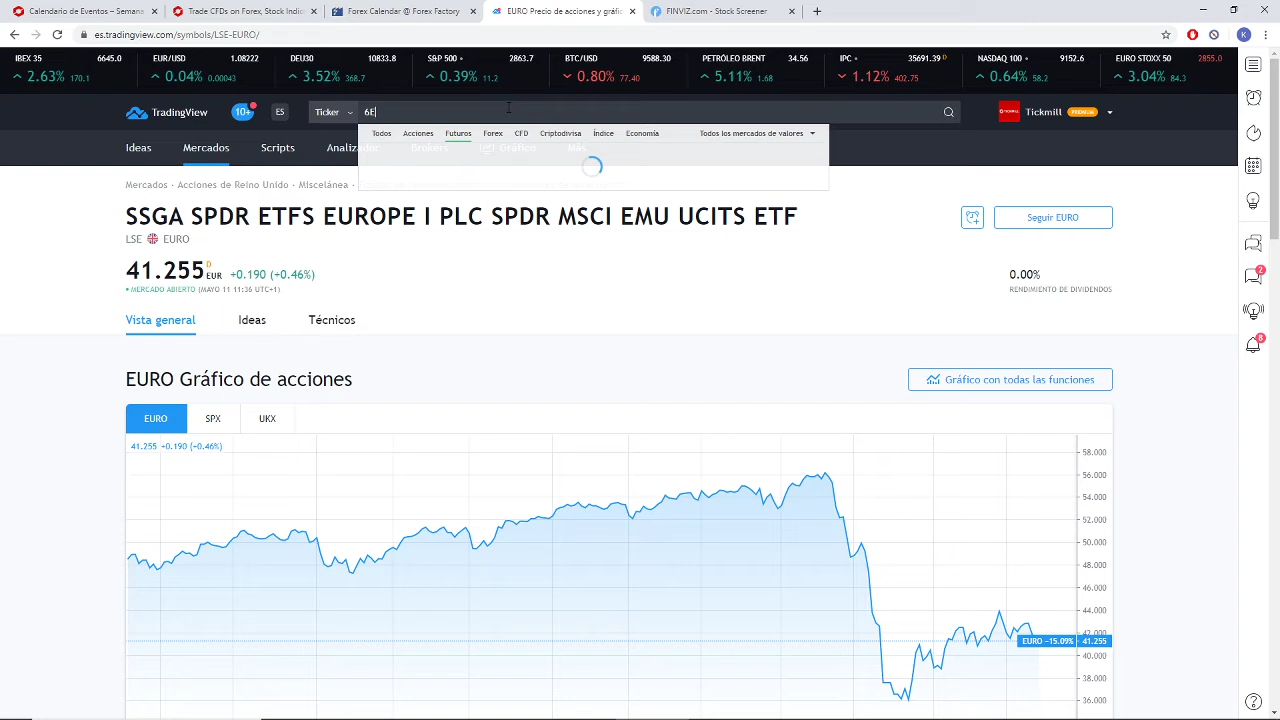 Calendario de Eventos - Semana
Trade CFDs on Forex, Stock Indic
Forex Calendar @ Forex Factory
EURO Precio de acciones y gráfic
FINVIZ.com - Stock Screener
es.tradingview.com/symbols/LSE-EURO/
K
IBEX 35 6645.0
2.63% 170.1
EUR/USD 1.08222
0.04% 0.00043
DEU30 10833.8
3.52% 368.7
S&P 500 2863.7
0.39% 11.2
BTC/USD 9588.30
0.80% 77.40
PETRÓLEO BRENT 34.56
5.11% 1.68
IPC 35691.39 D
1.12% 402.75
NASDAQ 100 9152.6
0.64% 58.2
EURO STOXX 50 2855.0
3.04% 84.3
TradingView 10+ ES Ticker 6E TICKMILL Tickmill PREMIUM
Todos Acciones Futuros Forex CFD Criptodivisa Índice Economía Todos los mercados de valores
Ideas Mercados Scripts Analizador Brokers Gráfico Más
Mercados Acciones de Reino Unido Miscelánea
SSGA SPDR ETFS EUROPE I PLC SPDR MSCI EMU UCITS ETF
Seguir EURO
LSE EURO
41.255 D EUR +0.190 (+0.46%)
0.00%
MERCADO ABIERTO (MAYO 11 11:36 UTC+1)
RENDIMIENTO DE DIVIDENDOS
Vista general Ideas Técnicos
EURO Gráfico de acciones
Gráfico con todas las funciones
EURO SPX UKX
41.255 +0.190 (+0.46%)
58.000
56.000
54.000
52.000
50.000
48.000
46.000
44.000
42.000
EURO −15.09% 41.255
40.000
38.000
36.000
2
8